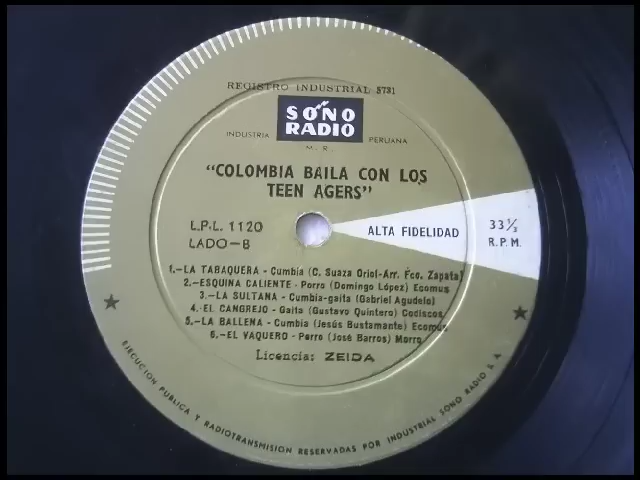 REGISTRO INDUSTRIAL 5731
SONO
RADIO
INDUSTRIA PERUANA
M. R.
"COLOMBIA BAILA CON LOS
TEEN AGERS"
L.P.L. 1120
LADO-B
ALTA FIDELIDAD
33⅓
R.P.M.
1.-LA TABAQUERA - Cumbia (C. Suaza Oriol-Arr. Fco. Zapata)
2.-ESQUINA CALIENTE - Porro (Domingo López) Ecomus
3.-LA SULTANA - Cumbia-gaita (Gabriel Agudelo)
4.-EL CANGREJO - Gaita (Gustavo Quintero) Codiscos
5.-LA BALLENA - Cumbia (Jesús Bustamante) Ecomus
6.-EL VAQUERO - Porro (José Barros) Morro
Licencia: ZEIDA
EJECUCION PUBLICA Y RADIOTRANSMISION RESERVADAS POR INDUSTRIAL SONO RADIO S. A.